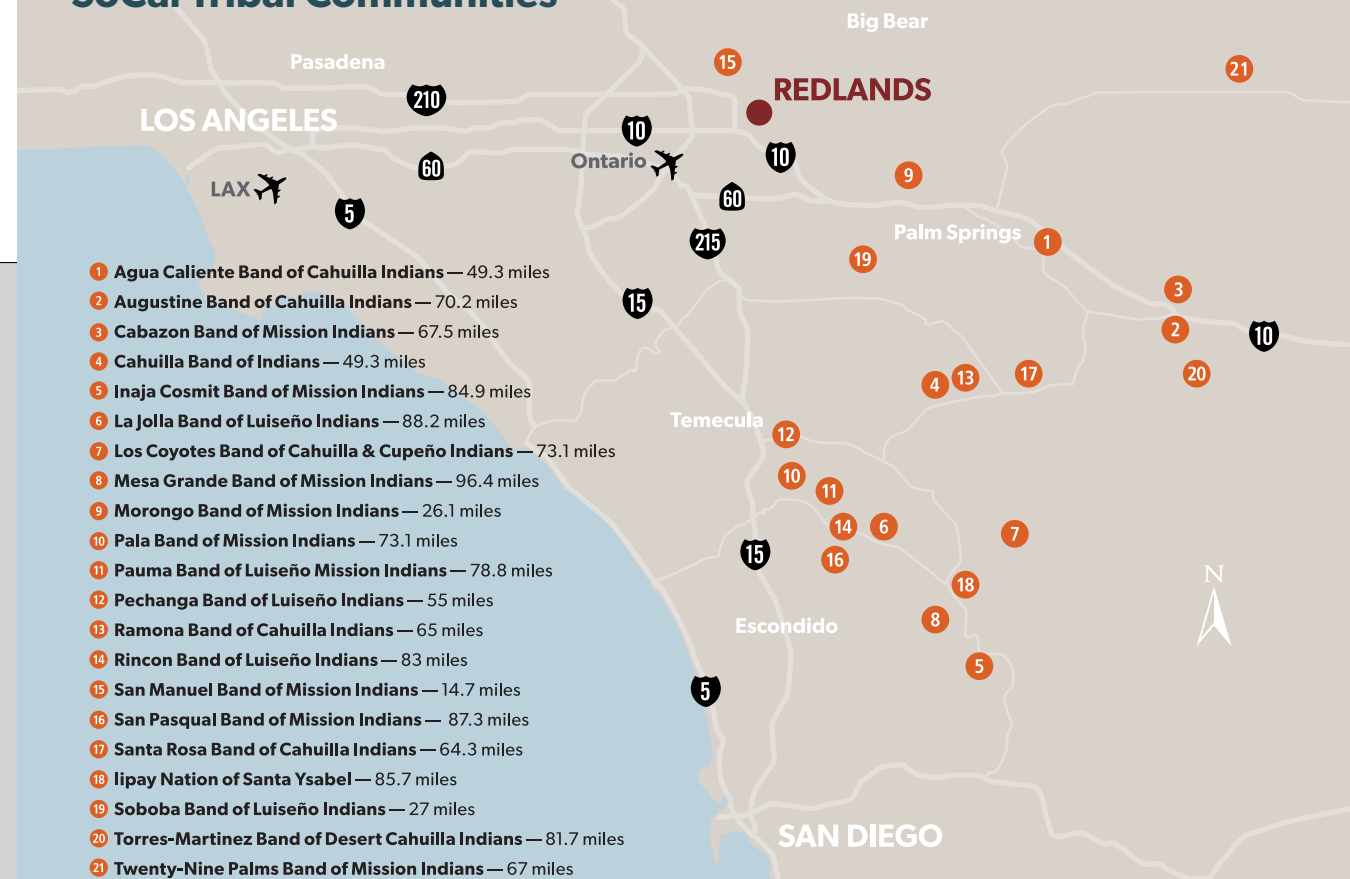 SoCal Tribal Communities
Big Bear
Pasadena
15
21
REDLANDS
210
LOS ANGELES
10
10
Ontario
60
9
LAX
60
5
215
Palm Springs
1
19
1 Agua Caliente Band of Cahuilla Indians — 49.3 miles
3
2 Augustine Band of Cahuilla Indians — 70.2 miles
15
2
10
3 Cabazon Band of Mission Indians — 67.5 miles
4 Cahuilla Band of Indians — 49.3 miles
4
13
17
20
5 Inaja Cosmit Band of Mission Indians — 84.9 miles
6 La Jolla Band of Luiseño Indians — 88.2 miles
Temecula
12
7 Los Coyotes Band of Cahuilla & Cupeño Indians — 73.1 miles
8 Mesa Grande Band of Mission Indians — 96.4 miles
10
11
9 Morongo Band of Mission Indians — 26.1 miles
14
6
7
10 Pala Band of Mission Indians — 73.1 miles
15
16
11 Pauma Band of Luiseño Mission Indians — 78.8 miles
N
18
12 Pechanga Band of Luiseño Indians — 55 miles
13 Ramona Band of Cahuilla Indians — 65 miles
Escondido
8
14 Rincon Band of Luiseño Indians — 83 miles
5
15 San Manuel Band of Mission Indians — 14.7 miles
5
16 San Pasqual Band of Mission Indians — 87.3 miles
17 Santa Rosa Band of Cahuilla Indians — 64.3 miles
18 Iipay Nation of Santa Ysabel — 85.7 miles
19 Soboba Band of Luiseño Indians — 27 miles
20 Torres-Martinez Band of Desert Cahuilla Indians — 81.7 miles
SAN DIEGO
21 Twenty-Nine Palms Band of Mission Indians — 67 miles